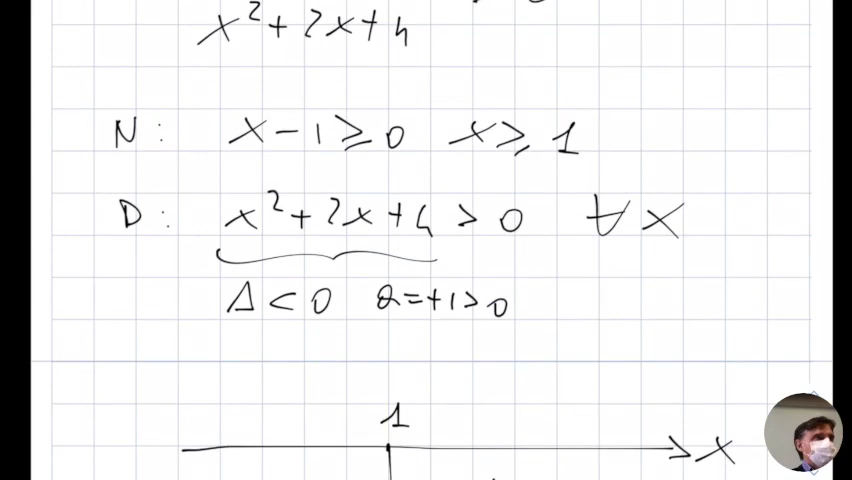 x²+2x+4
N: x-1≥0 x≥1
D: x²+2x+4>0 ∀x
Δ<0 a=+1>0
1
x